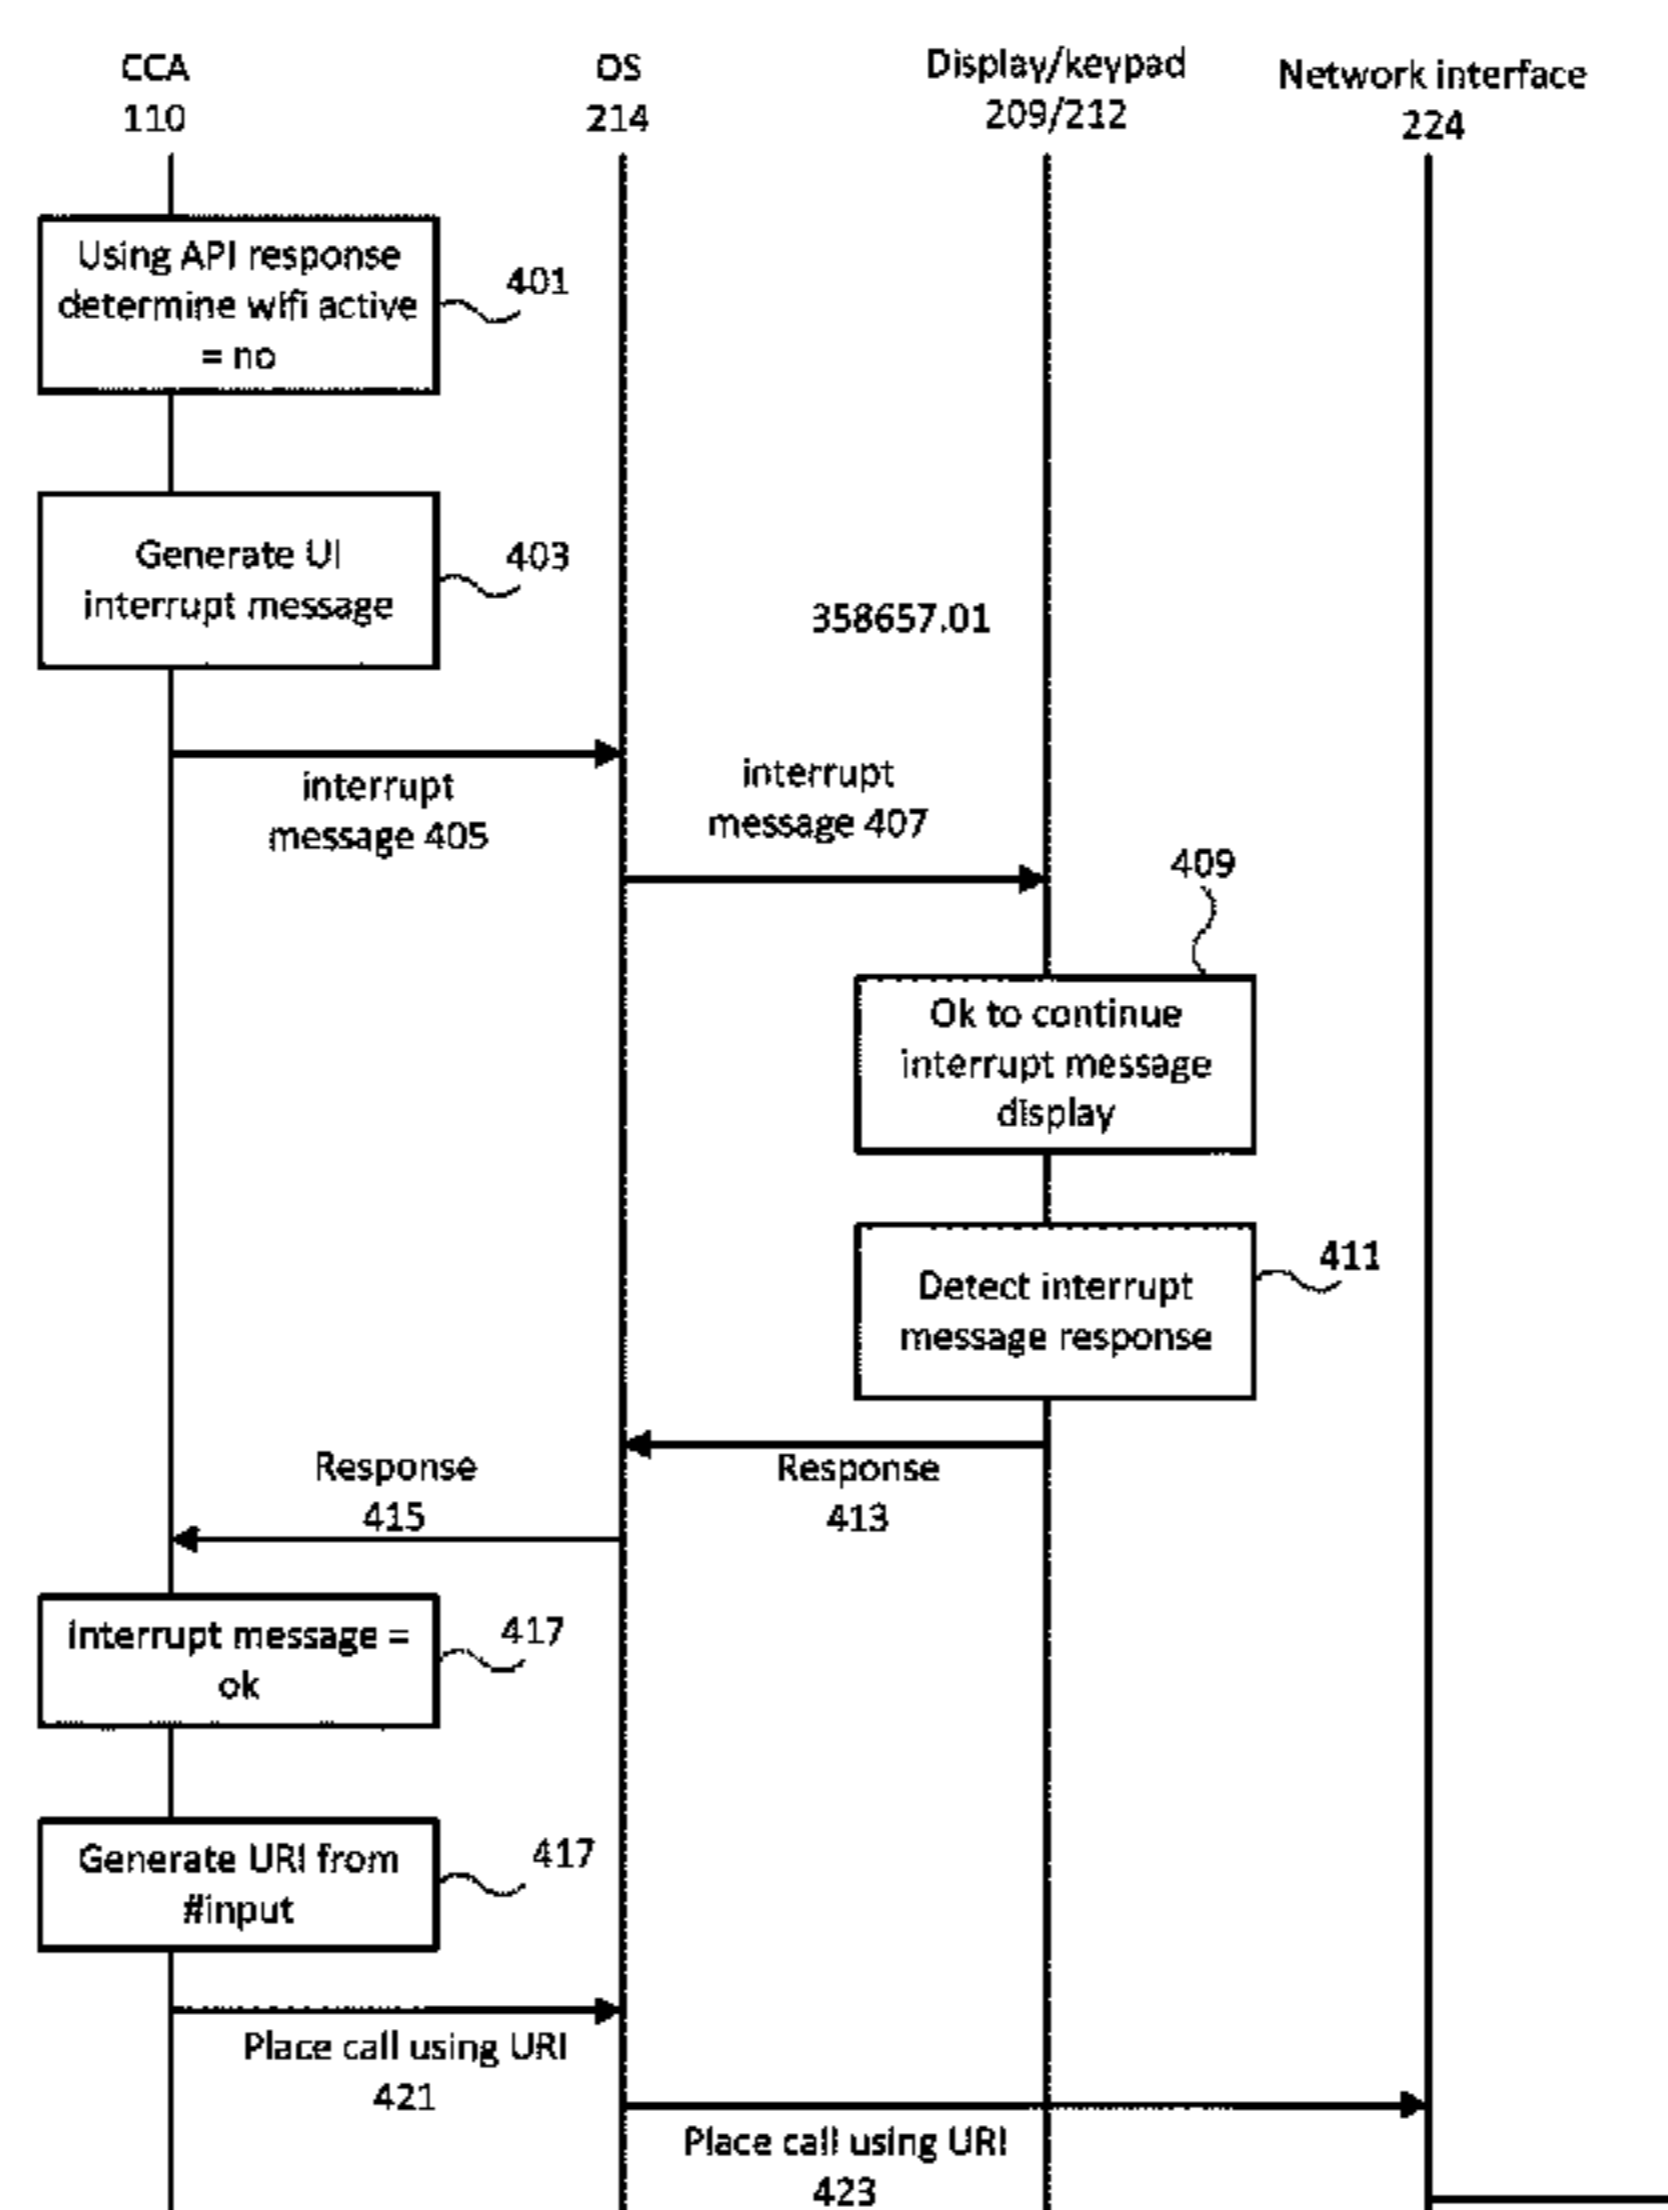 CCA
110
OS
214
Display/keypad
209/212
Network interface
224
Using API response
determine wifi active
= no
401
Generate UI
interrupt message
403
358657.01
interrupt
message 405
interrupt
message 407
409
Ok to continue
interrupt message
display
Detect interrupt
message response
411
Response
413
Response
415
Interrupt message =
ok
417
Generate URI from
#input
417
Place call using URI
421
Place call using URI
423